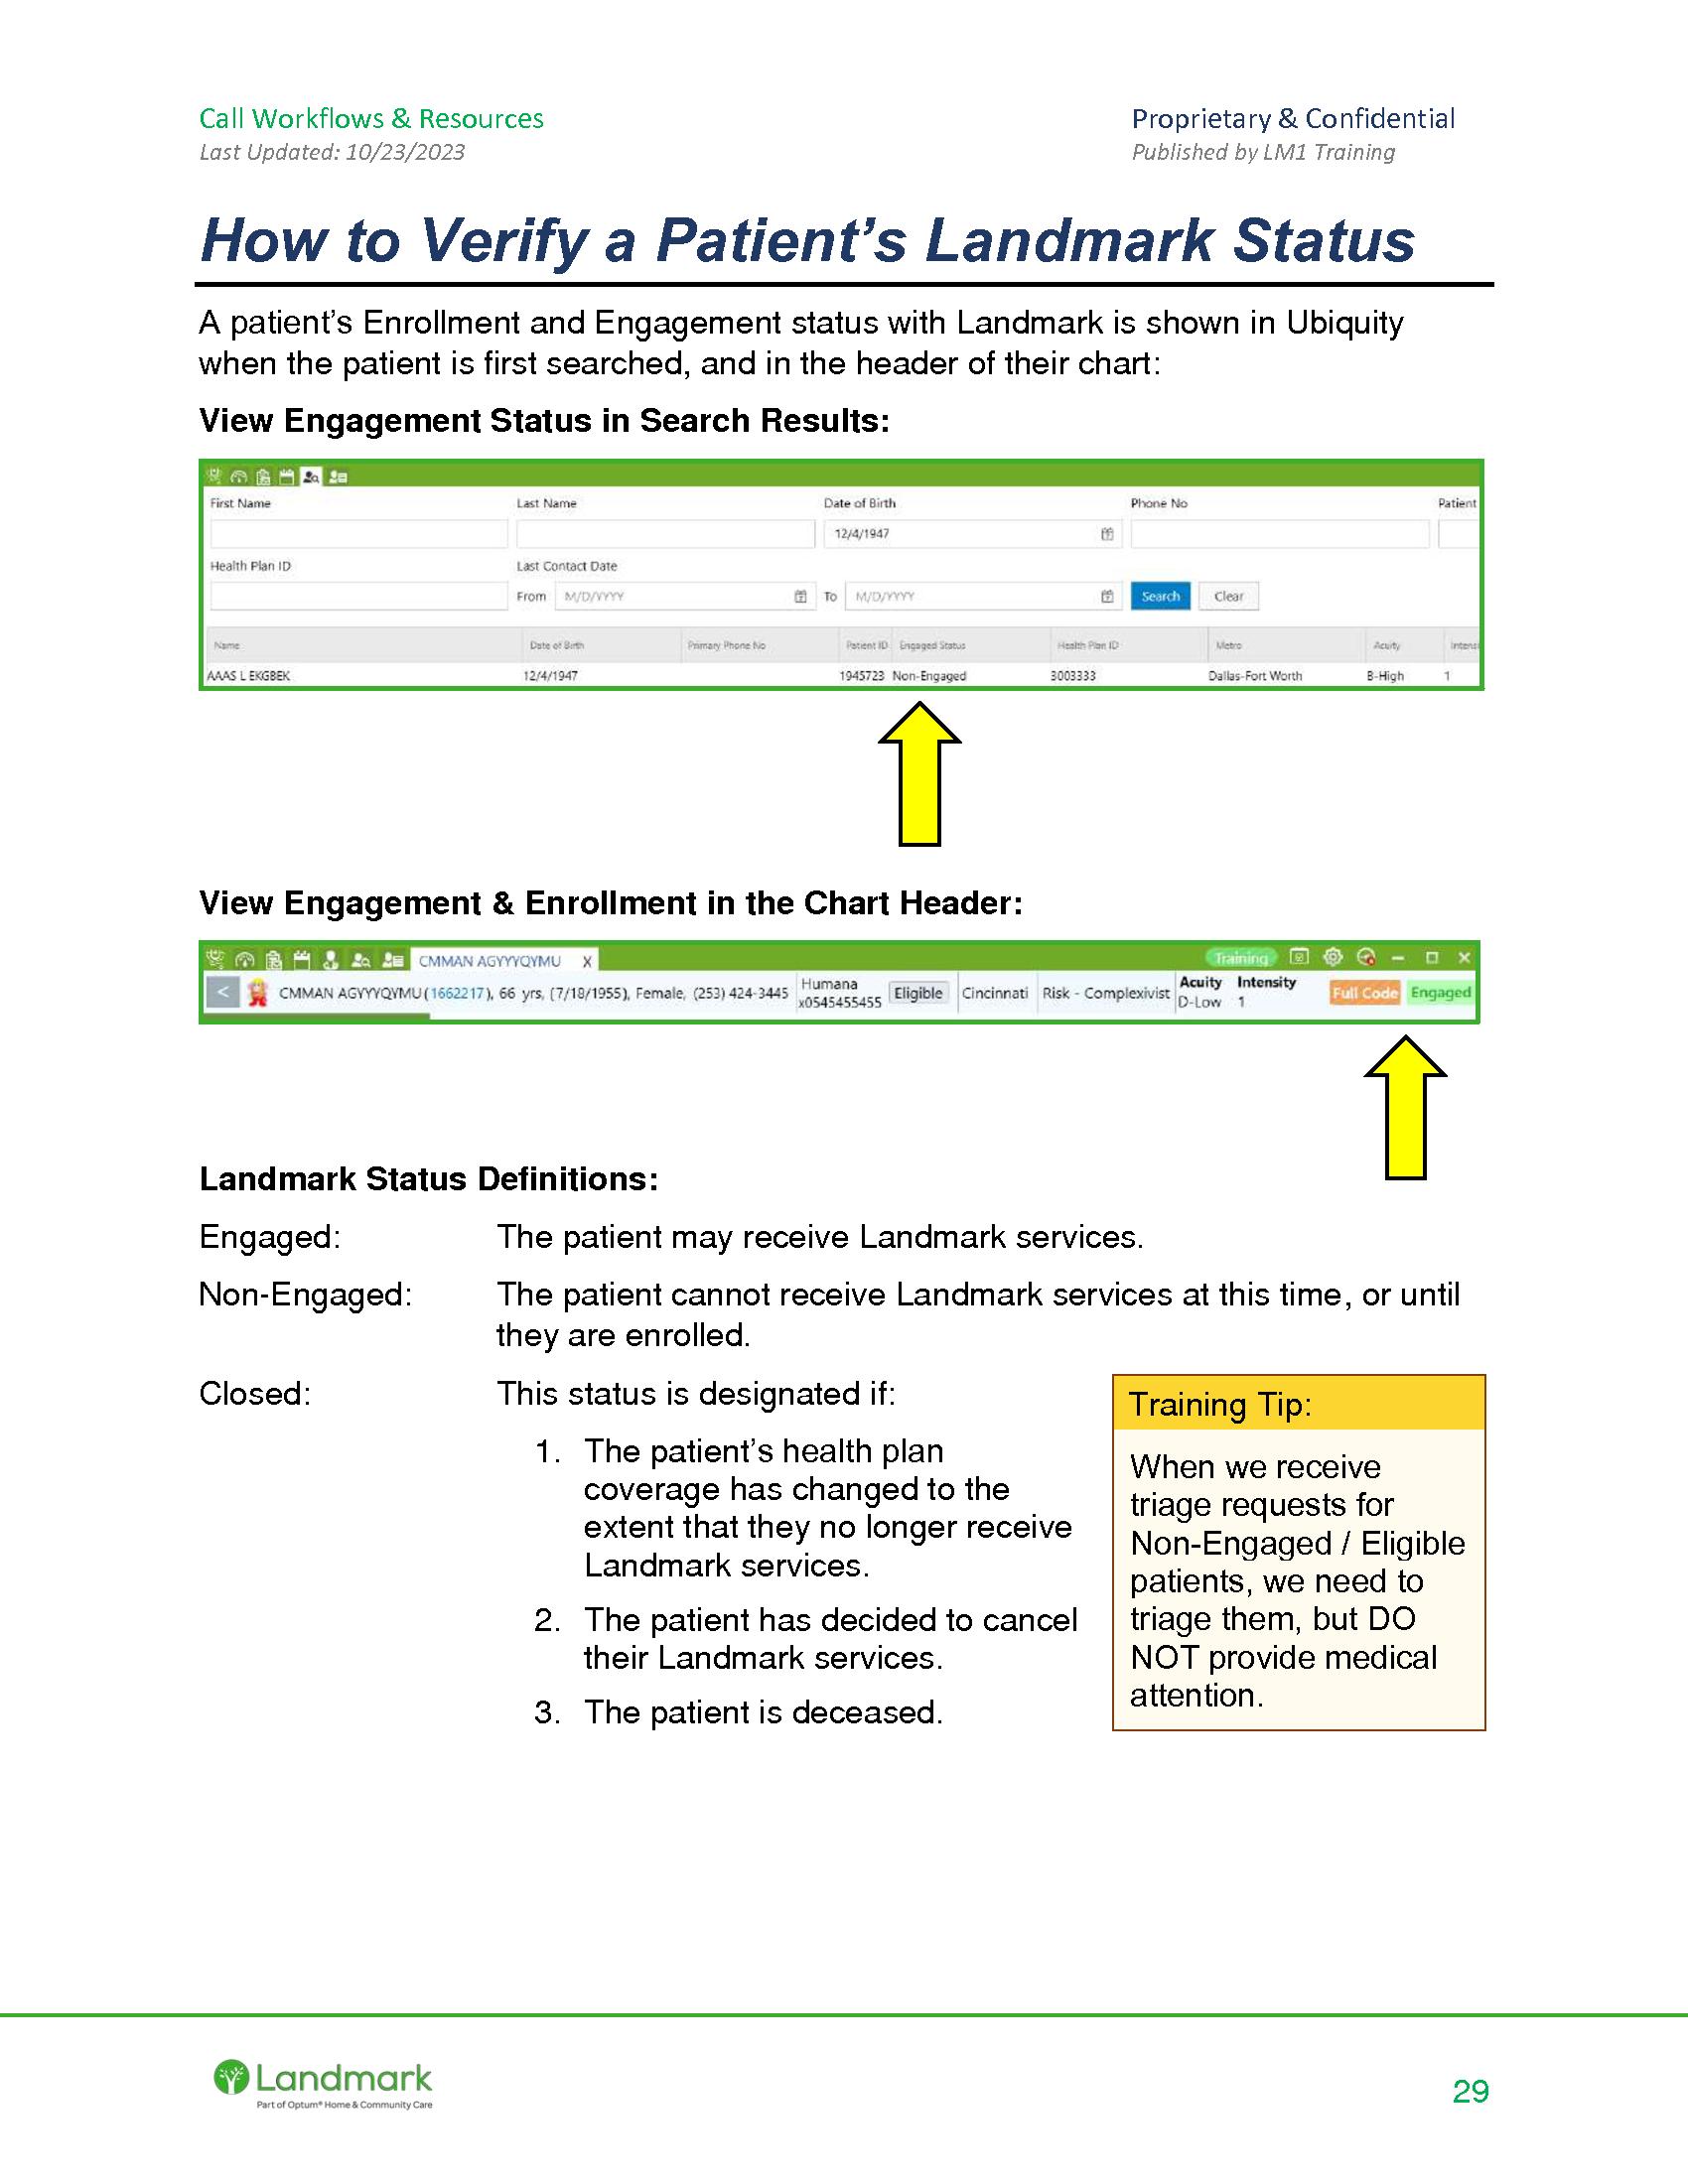 Call Workflows & Resources
Proprietary & Confidential
Last Updated: 10/23/2023
Published by LM1 Training
How to Verify a Patient’s Landmark Status
A patient’s Enrollment and Engagement status with Landmark is shown in Ubiquity
when the patient is first searched, and in the header of their chart:
View Engagement Status in Search Results:
First Name Last Name Date of Birth Phone No Patient
12/4/1947
Health Plan ID Last Contact Date
From M/D/YYYY To M/D/YYYY Search Clear
Name Date of Birth Primary Phone No Patient ID Engaged Status Health Plan ID Metro Acuity Intensi
AAAS L EKGBEK 12/4/1947 1945723 Non-Engaged 3003333 Dallas-Fort Worth B-High 1
View Engagement & Enrollment in the Chart Header:
CMMAN AGYYYQYMU X Training
CMMAN AGYYYQYMU (1662217), 66 yrs, (7/18/1955), Female, (253) 424-3445 Humana Eligible Cincinnati Risk - Complexivist Acuity Intensity Full Code Engaged
x0545455455 D-Low 1
Landmark Status Definitions:
Engaged: The patient may receive Landmark services.
Non-Engaged: The patient cannot receive Landmark services at this time, or until
they are enrolled.
Closed: This status is designated if:
1. The patient’s health plan
coverage has changed to the
extent that they no longer receive
Landmark services.
2. The patient has decided to cancel
their Landmark services.
3. The patient is deceased.
Training Tip:
When we receive
triage requests for
Non-Engaged / Eligible
patients, we need to
triage them, but DO
NOT provide medical
attention.
Landmark
Part of Optum® Home & Community Care
29